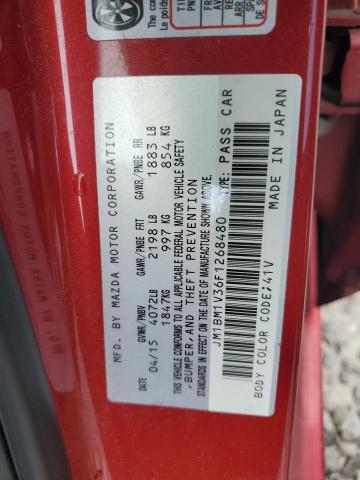 MFD. BY MAZDA MOTOR CORPORATION
DATE GVWR/PNBV GAWR/PNBE FRT GAWR/PNBE RR
04/15 4072LB 2198 LB 1883 LB
1847KG 997 KG 854 KG
THIS VEHICLE CONFORMS TO ALL APPLICABLE FEDERAL MOTOR VEHICLE SAFETY
,BUMPER,AND THEFT PREVENTION
STANDARDS IN EFFECT ON THE DATE OF MANUFACTURE SHOWN ABOVE.
JM1BM1V36F1268480 TYPE: PASS CAR
BODY COLOR CODE:41V MADE IN JAPAN